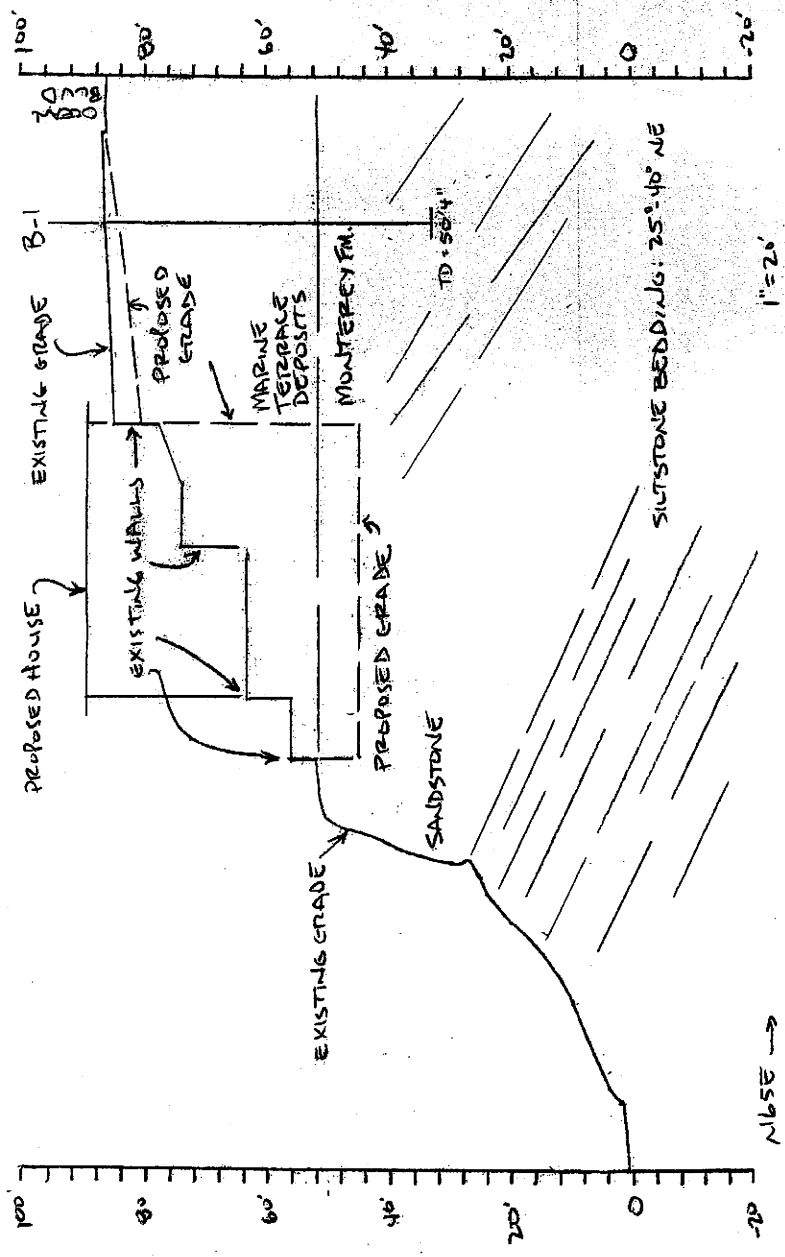 100'
80'
60'
40'
20'
0
-20'
PROPOSED HOUSE
EXISTING GRADE
B-1
EXISTING WALLS
PROPOSED
GRADE
MARINE
TERRACE
DEPOSITS
MONTEREY FM.
PROPOSED GRADE
EXISTING GRADE
SANDSTONE
TD = 50'4"
SILTSTONE BEDDING: 25°-40° NE
N65E
1"=20'
100'
80'
60'
40'
20'
0
-20'